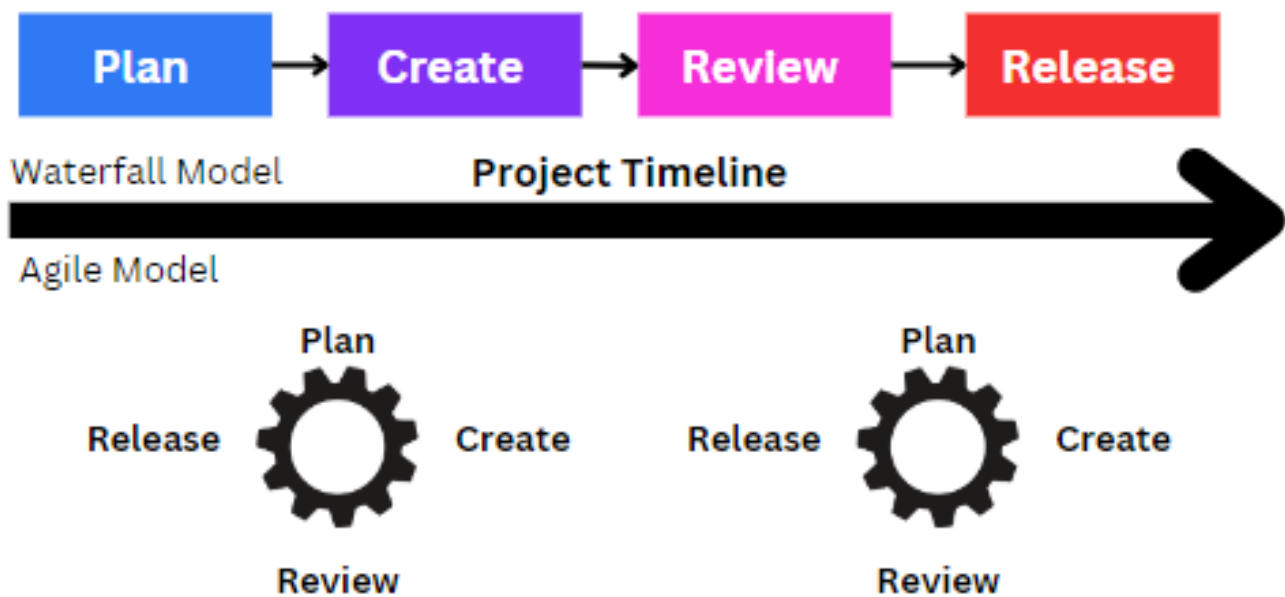 Plan Create Review Release
Waterfall Model Project Timeline
Agile Model
Plan Plan
Release Create Release Create
Review Review